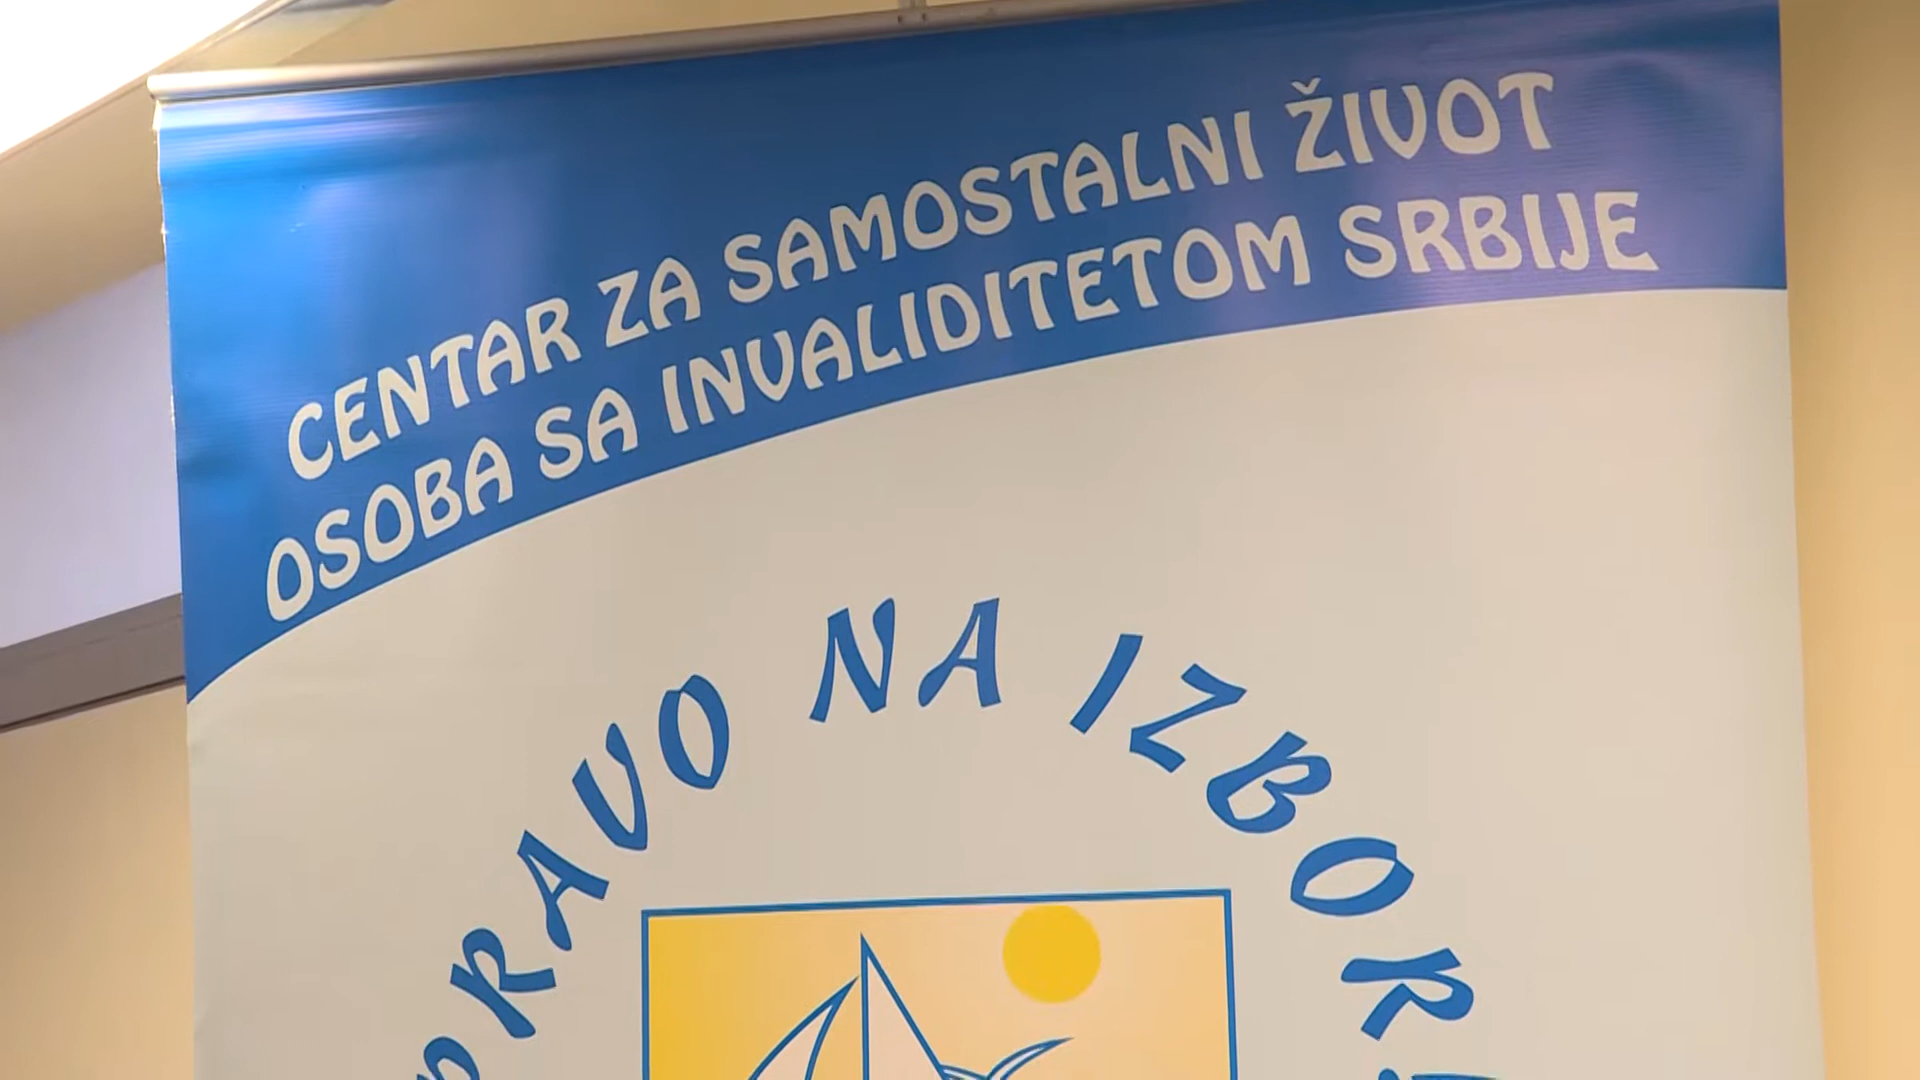 CENTAR ZA SAMOSTALNI ŽIVOT
OSOBA SA INVALIDITETOM SRBIJE
PRAVO NA IZBOR